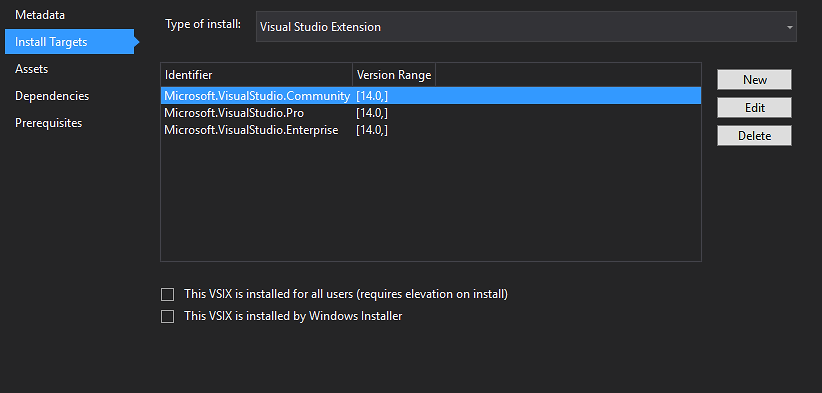 Metadata
Install Targets
Assets
Dependencies
Prerequisites
Type of install: Visual Studio Extension
Identifier Version Range
Microsoft.VisualStudio.Community [14.0,]
Microsoft.VisualStudio.Pro [14.0,]
Microsoft.VisualStudio.Enterprise [14.0,]
New
Edit
Delete
This VSIX is installed for all users (requires elevation on install)
This VSIX is installed by Windows Installer